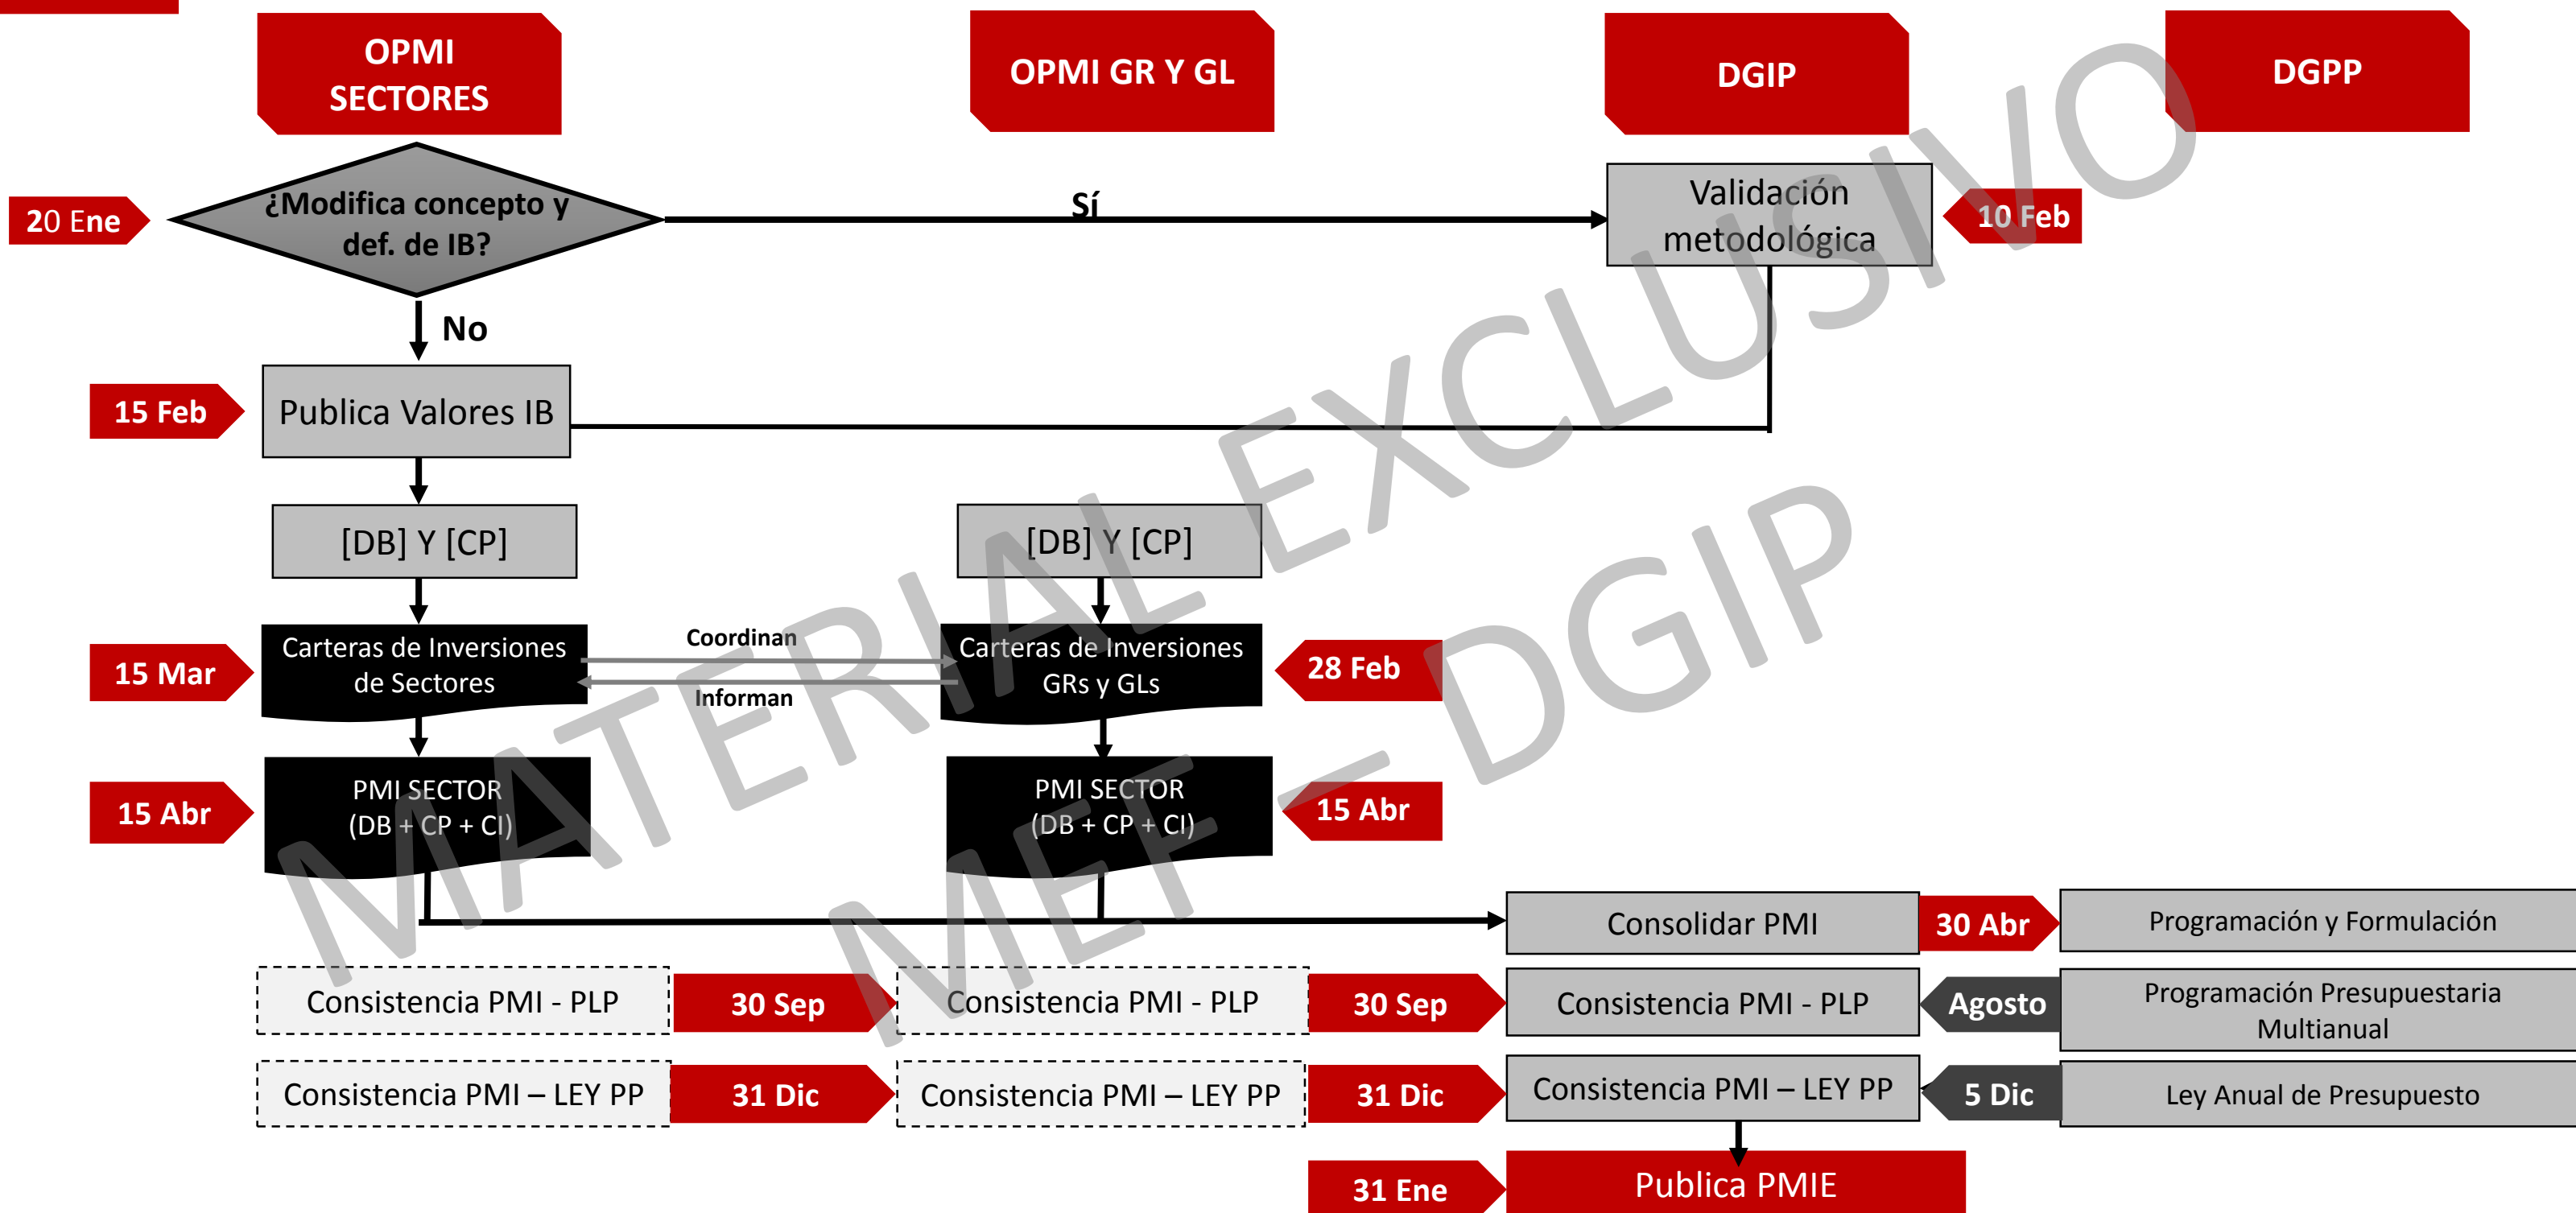 OPMI
SECTORES
OPMI GR Y GL
DGIP
DGPP
20 Ene
¿Modifica concepto y
def. de IB?
Sí
Validación
metodológica
10 Feb
No
15 Feb
Publica Valores IB
[DB] Y [CP]
[DB] Y [CP]
15 Mar
Carteras de Inversiones
de Sectores
Coordinan
Informan
Carteras de Inversiones
GRs y GLs
28 Feb
15 Abr
PMI SECTOR
(DB + CP + CI)
PMI SECTOR
(DB + CP + CI)
15 Abr
Consolidar PMI
30 Abr
Programación y Formulación
Consistencia PMI - PLP
30 Sep
Consistencia PMI - PLP
30 Sep
Consistencia PMI - PLP
Agosto
Programación Presupuestaria
Multianual
Consistencia PMI – LEY PP
31 Dic
Consistencia PMI – LEY PP
31 Dic
Consistencia PMI – LEY PP
5 Dic
Ley Anual de Presupuesto
31 Ene
Publica PMIE
MATERIAL EXCLUSIVO
MEF – DGIP